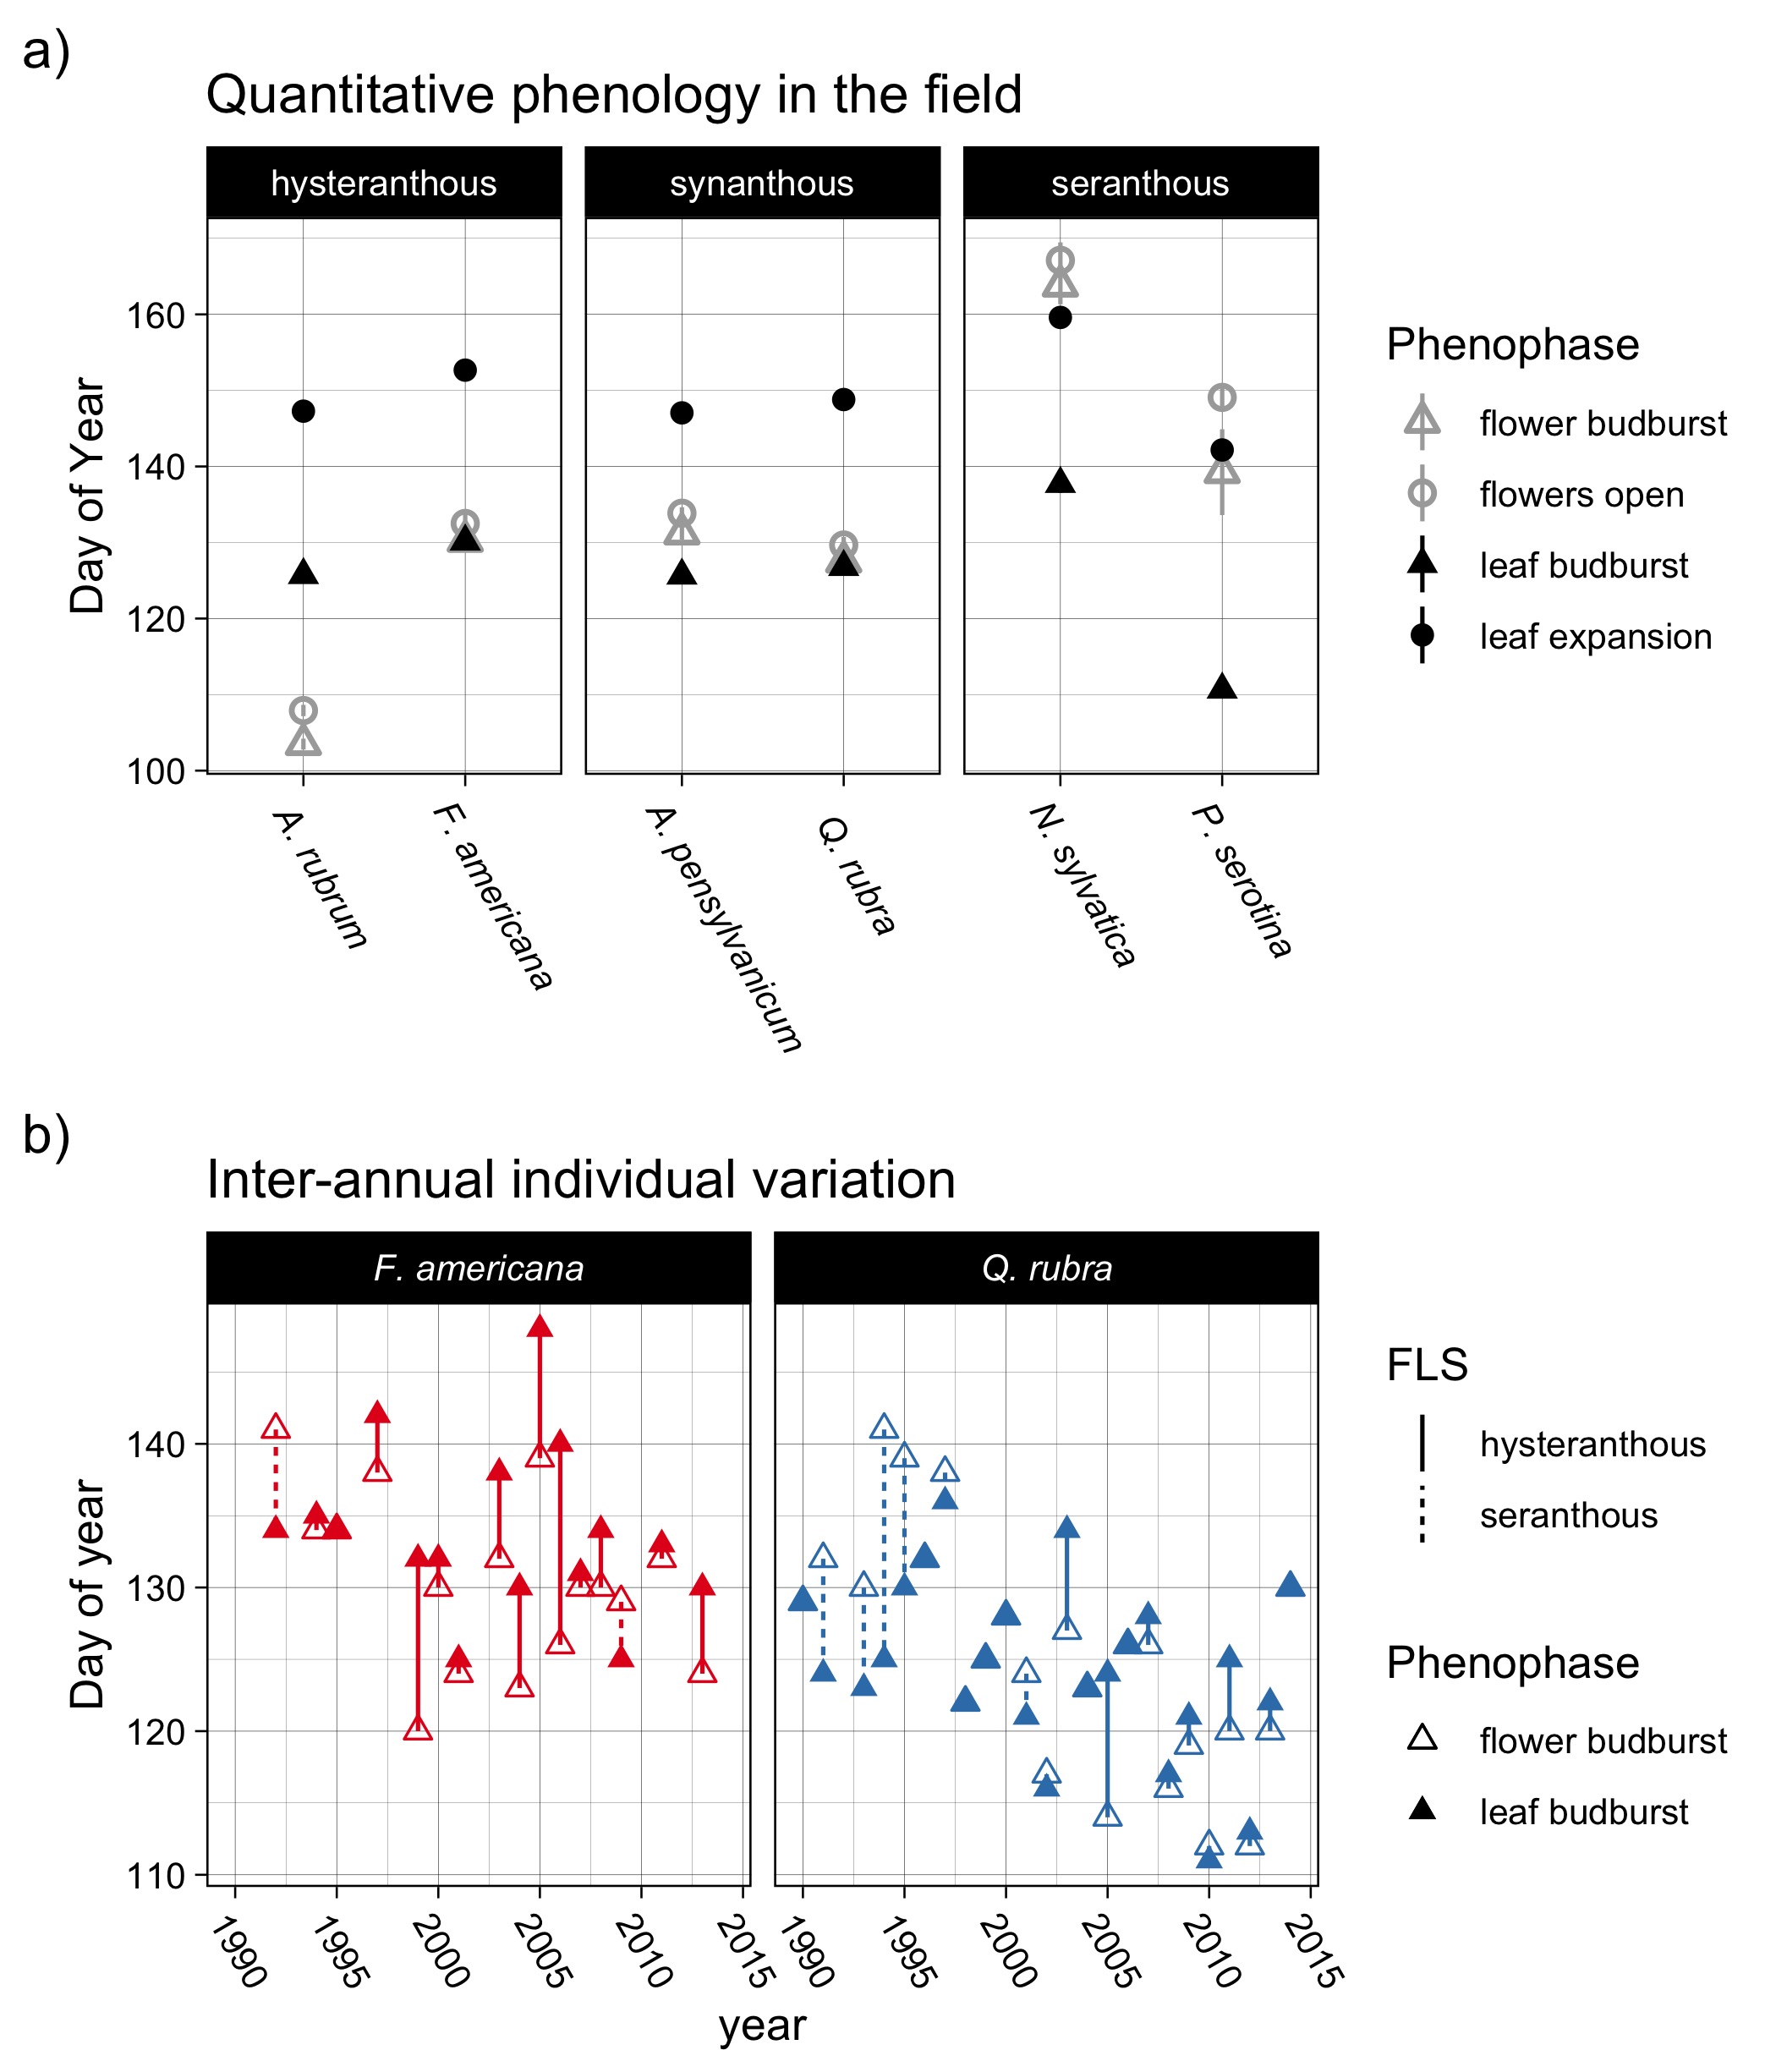 a)
Quantitative phenology in the field
hysteranthous synanthous seranthous
Day of Year
160
140
120
100
A. rubrum F. americana A. pensylvanicum Q. rubra N. sylvatica P. serotina
Phenophase
flower budburst
flowers open
leaf budburst
leaf expansion
b)
Inter-annual individual variation
F. americana Q. rubra
Day of year
140
130
120
110
1990 1995 2000 2005 2010 2015 1990 1995 2000 2005 2010 2015
year
FLS
hysteranthous
seranthous
Phenophase
flower budburst
leaf budburst